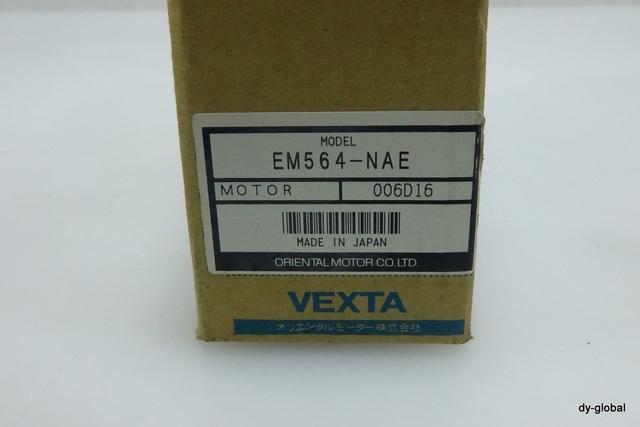 MODEL
EM564-NAE
MOTOR 006D16
MADE IN JAPAN
ORIENTAL MOTOR CO.LTD.
VEXTA
オリエンタルモーター株式会社
dy-global